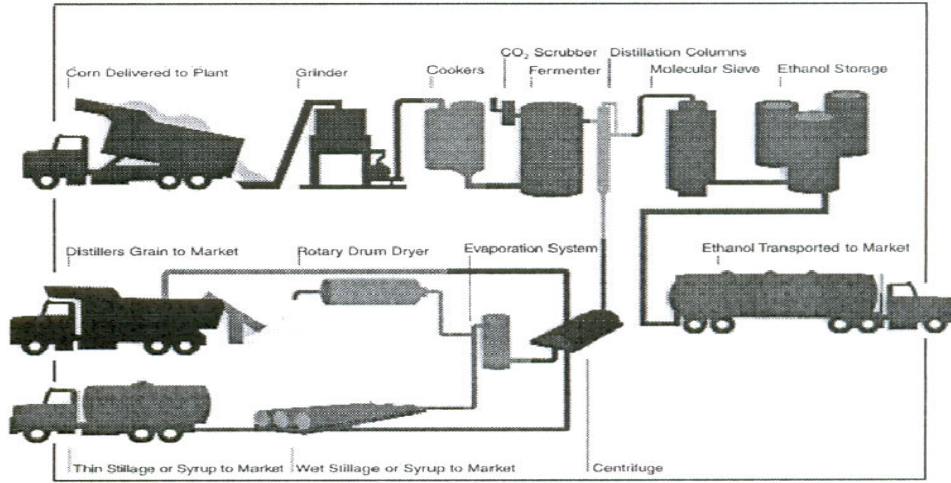 CO₂ Scrubber
Distillation Columns
Corn Delivered to Plant
Grinder
Cookers
Fermenter
Molecular Sieve
Ethanol Storage
Distillers Grain to Market
Rotary Drum Dryer
Evaporation System
Ethanol Transported to Market
Thin Stillage or Syrup to Market
Wet Stillage or Syrup to Market
Centrifuge